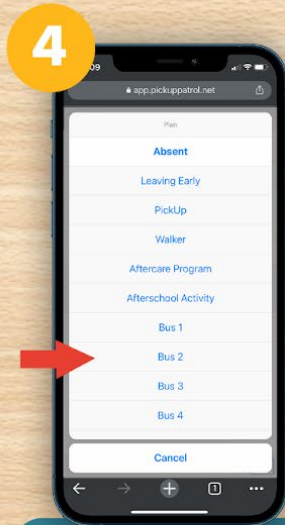 4
09
app.pickuppatrol.net
Plan
Absent
Leaving Early
PickUp
Walker
Aftercare Program
Afterschool Activity
Bus 1
Bus 2
Bus 3
Bus 4
Cancel
1